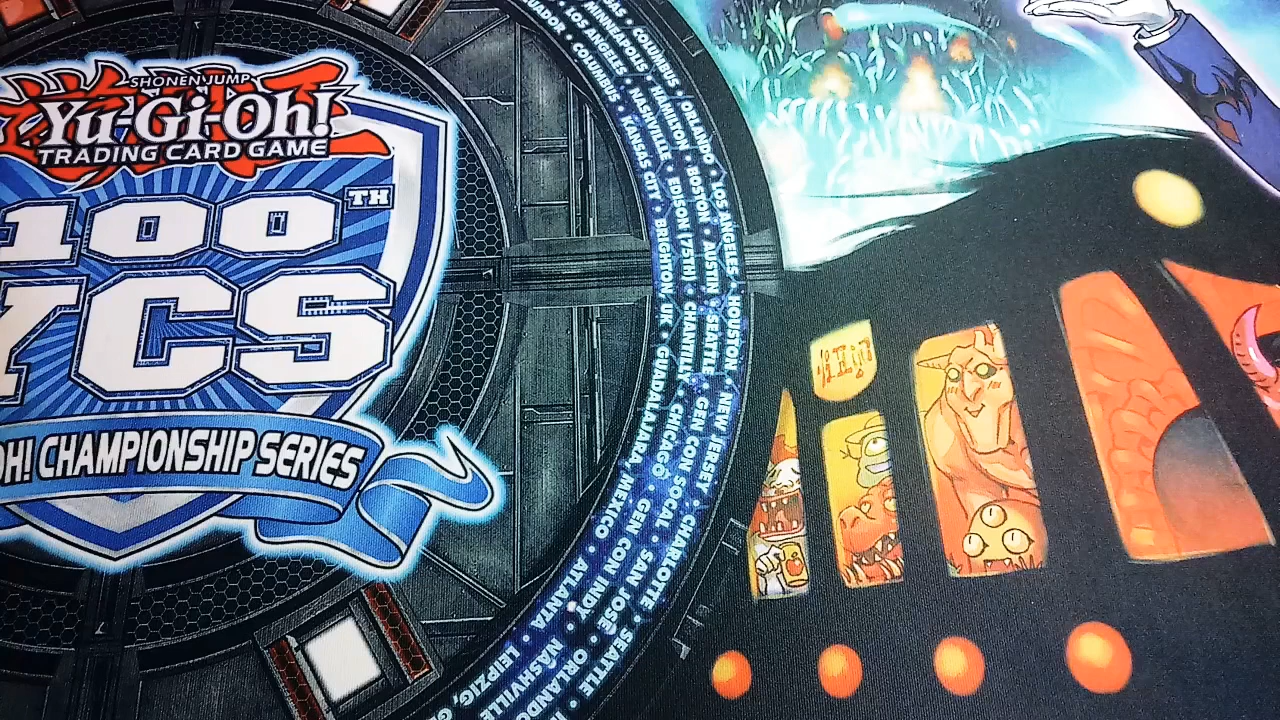 SHONEN JUMP
Yu-Gi-Oh!
TRADING CARD GAME
100TH
YCS
OH! CHAMPIONSHIP SERIES
COLUMBUS • ORLANDO • LOS ANGELES • HOUSTON • NEW JERSEY • CHARLOTTE • SEATTLE
MINNEAPOLIS • HAMILTON • BOSTON • AUSTIN • SEATTLE • GEN CON SOCAL • SAN JOSE • ORLANDO
LOS ANGELES • NASHVILLE • EDISON (75TH) • CHANTILLY • CHICAGO • GEN CON INDY • NASHVILLE
COLUMBUS • KANSAS CITY • BRIGHTON UK • GUADALAJARA, MEXICO • ATLANTA • LEIPZIG,